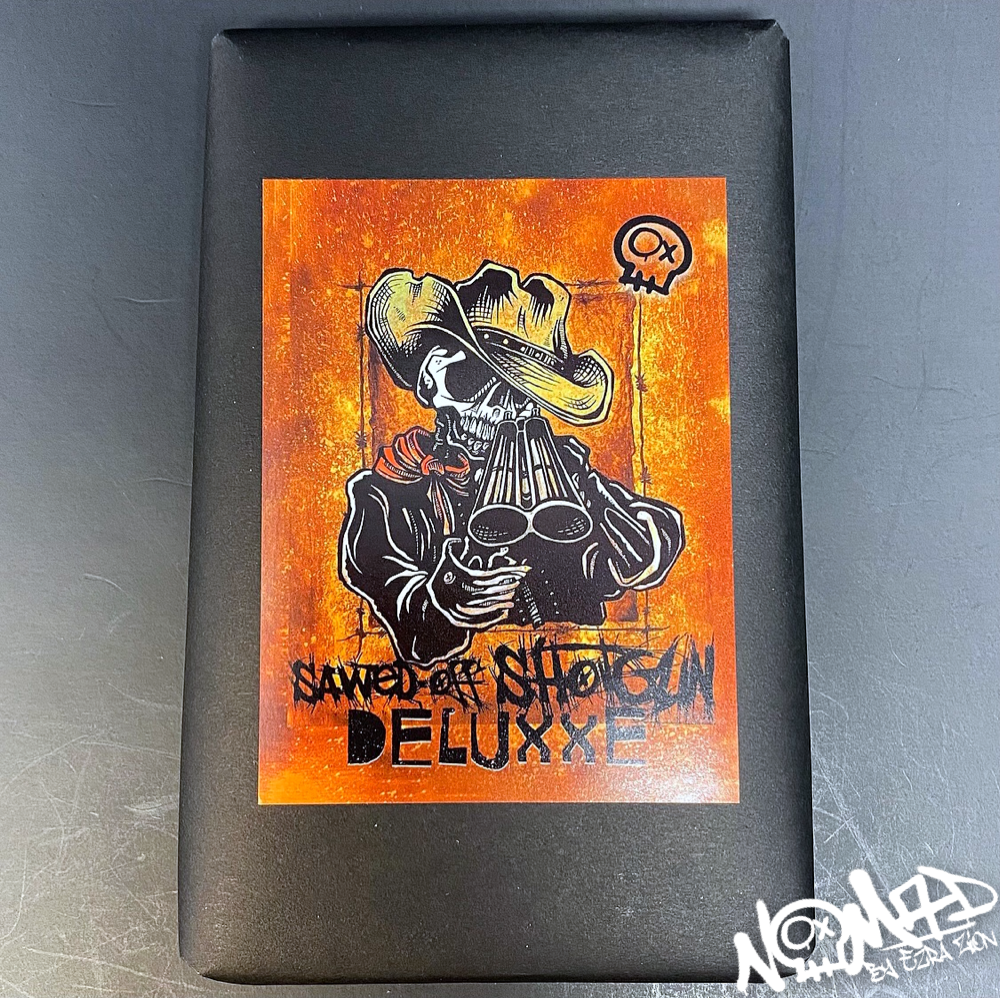 SAWED-OFF SHOTGUN
DELUXXE
NOMAD
BY EZRA ZION